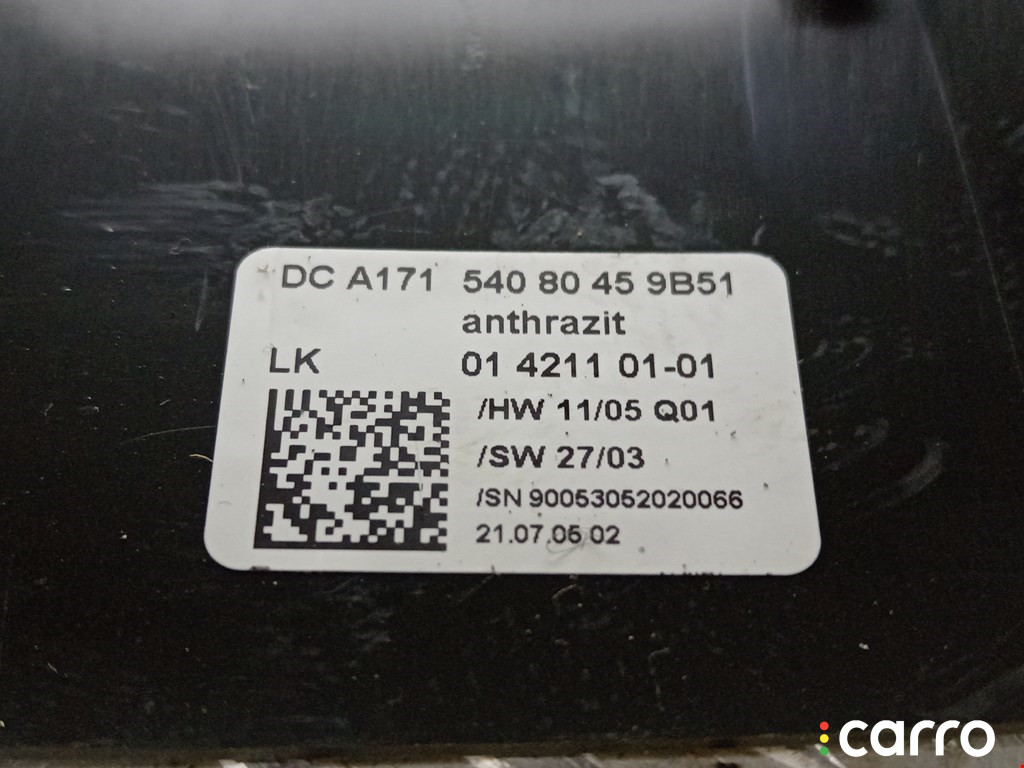 DC A171 540 80 45 9B51
anthrazit
LK 01 4211 01-01
/HW 11/05 Q01
/SW 27/03
/SN 90053052020066
21.07.05 02
carro